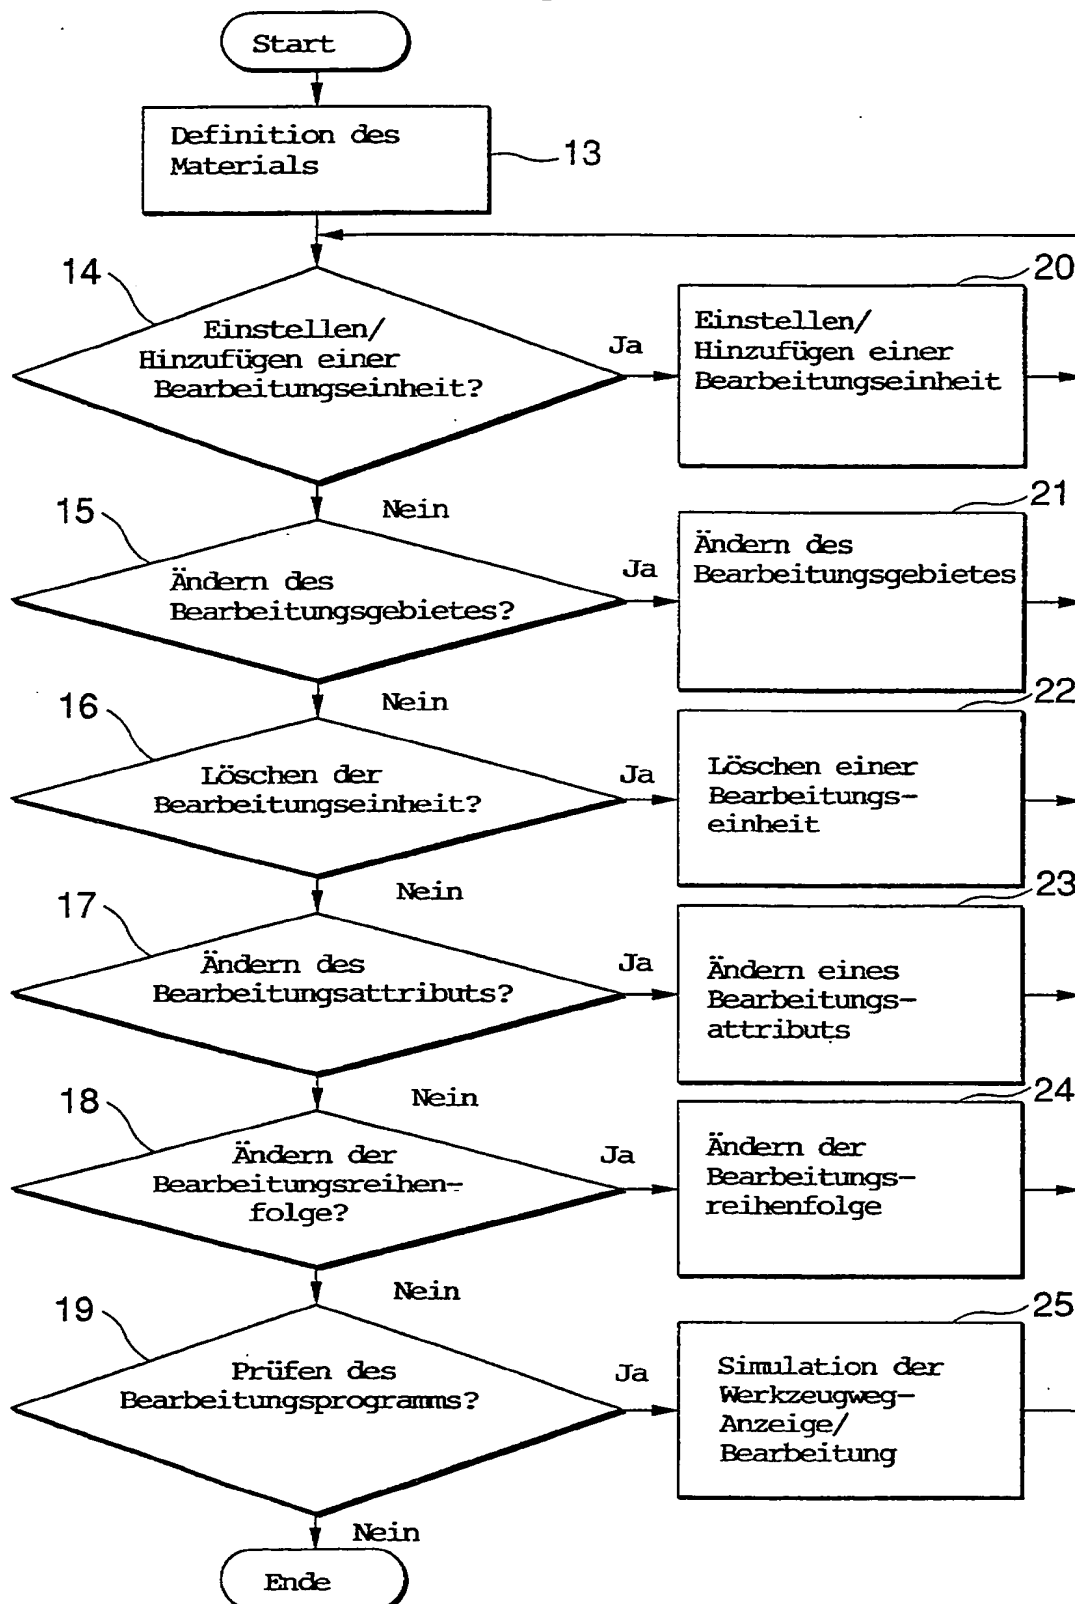 Start
Definition des
Materials
13
14
Einstellen/
Hinzufügen einer
Bearbeitungseinheit?
Ja
20
Einstellen/
Hinzufügen einer
Bearbeitungseinheit
Nein
15
Ändern des
Bearbeitungsgebietes?
Ja
21
Ändern des
Bearbeitungsgebietes
Nein
16
Löschen der
Bearbeitungseinheit?
Ja
22
Löschen einer
Bearbeitungs-
einheit
Nein
17
Ändern des
Bearbeitungsattributs?
Ja
23
Ändern eines
Bearbeitungs-
attributs
Nein
18
Ändern der
Bearbeitungsreihen-
folge?
Ja
24
Ändern der
Bearbeitungs-
reihenfolge
Nein
19
Prüfen des
Bearbeitungsprogramms?
Ja
25
Simulation der
Werkzeugweg-
Anzeige/
Bearbeitung
Nein
Ende